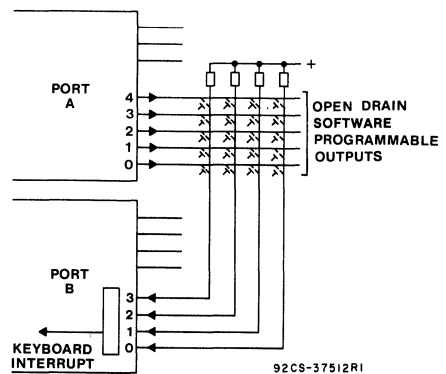 PORT
A
4
3
2
1
0
+
OPEN DRAIN
SOFTWARE
PROGRAMMABLE
OUTPUTS
PORT
B
3
2
1
0
KEYBOARD
INTERRUPT
92CS-37512RI